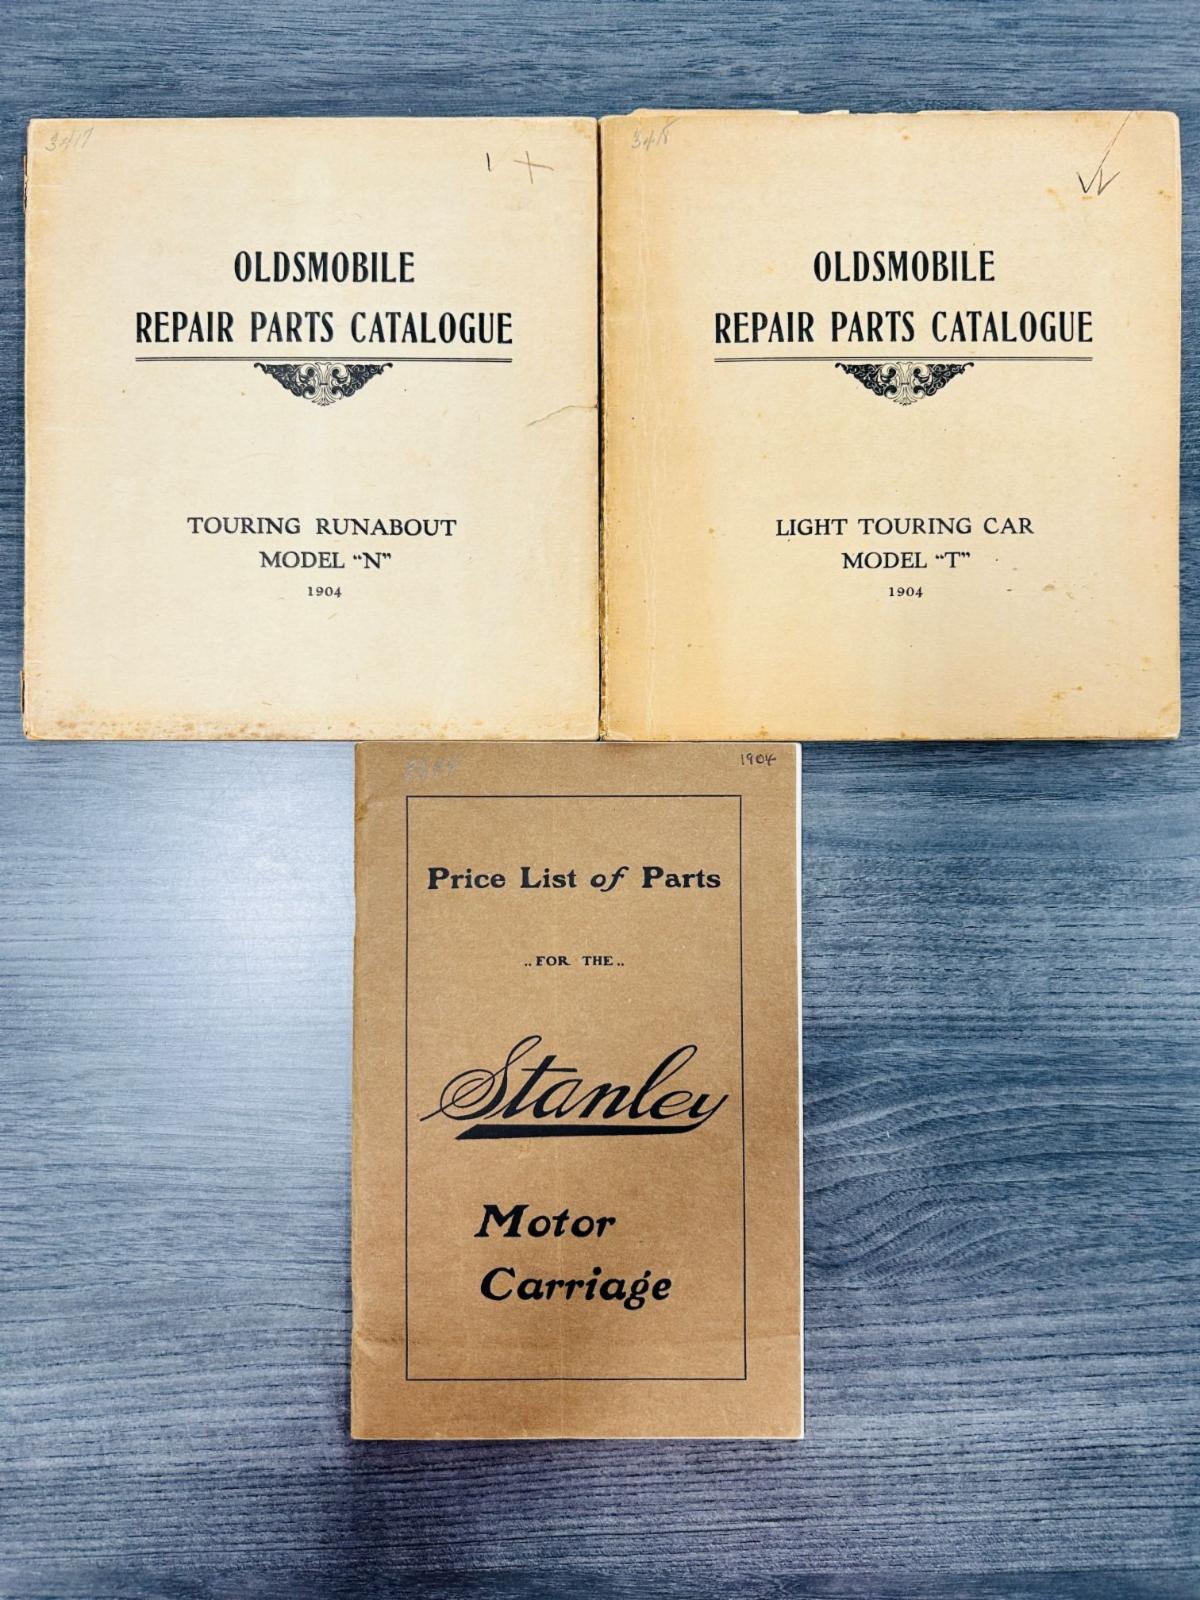 3417
OLDSMOBILE
REPAIR PARTS CATALOGUE
TOURING RUNABOUT
MODEL “N”
1904
3418
OLDSMOBILE
REPAIR PARTS CATALOGUE
LIGHT TOURING CAR
MODEL “T”
1904
1904
Price List of Parts
..FOR THE..
Stanley
Motor
Carriage